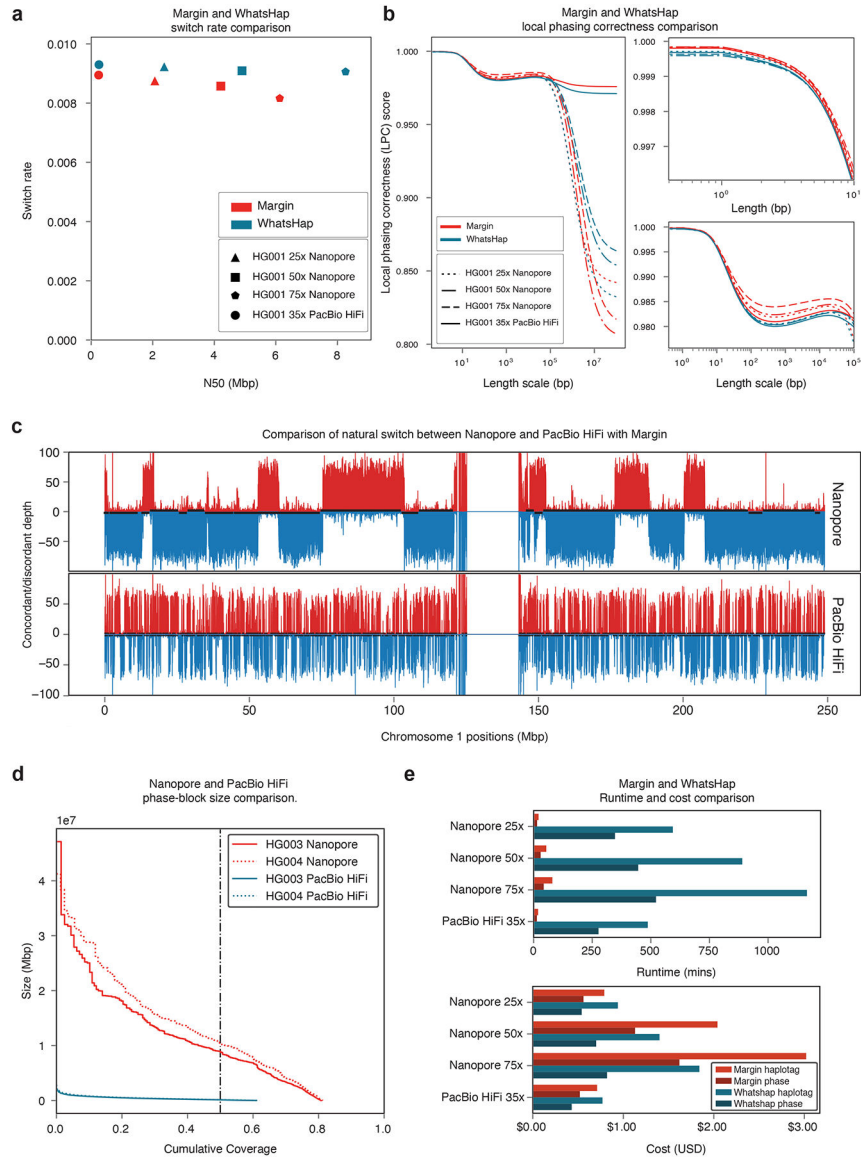 a
Margin and WhatsHap
switch rate comparison
0.010
0.008
0.006
0.004
0.002
0.000
Switch rate
Margin
WhatsHap
HG001 25x Nanopore
HG001 50x Nanopore
HG001 75x Nanopore
HG001 35x PacBio HiFi
0
2
4
6
8
N50 (Mbp)
b
Margin and WhatsHap
local phasing correctness comparison
1.000
0.950
0.900
0.850
0.800
Local phasing correctness (LPC) score
Margin
WhatsHap
HG001 25x Nanopore
HG001 50x Nanopore
HG001 75x Nanopore
HG001 35x PacBio HiFi
10¹
10³
10⁵
10⁷
Length scale (bp)
1.000
0.999
0.998
0.997
10⁰
10¹
Length (bp)
1.000
0.995
0.990
0.985
0.980
10⁰
10¹
10²
10³
10⁴
10⁵
Length scale (bp)
c
Comparison of natural switch between Nanopore and PacBio HiFi with Margin
100
50
0
−50
Nanopore
50
0
−50
−100
PacBio HiFi
Concordant/discordant depth
0
50
100
150
200
250
Chromosome 1 positions (Mbp)
d
Nanopore and PacBio HiFi
phase-block size comparison.
1e7
4
3
2
1
0
Size (Mbp)
HG003 Nanopore
HG004 Nanopore
HG003 PacBio HiFi
HG004 PacBio HiFi
0.0
0.2
0.4
0.6
0.8
1.0
Cumulative Coverage
e
Margin and WhatsHap
Runtime and cost comparison
Nanopore 25x
Nanopore 50x
Nanopore 75x
PacBio HiFi 35x
0
250
500
750
1000
Runtime (mins)
Nanopore 25x
Nanopore 50x
Nanopore 75x
PacBio HiFi 35x
Margin haplotag
Margin phase
Whatshap haplotag
Whatshap phase
$0.00
$1.00
$2.00
$3.00
Cost (USD)